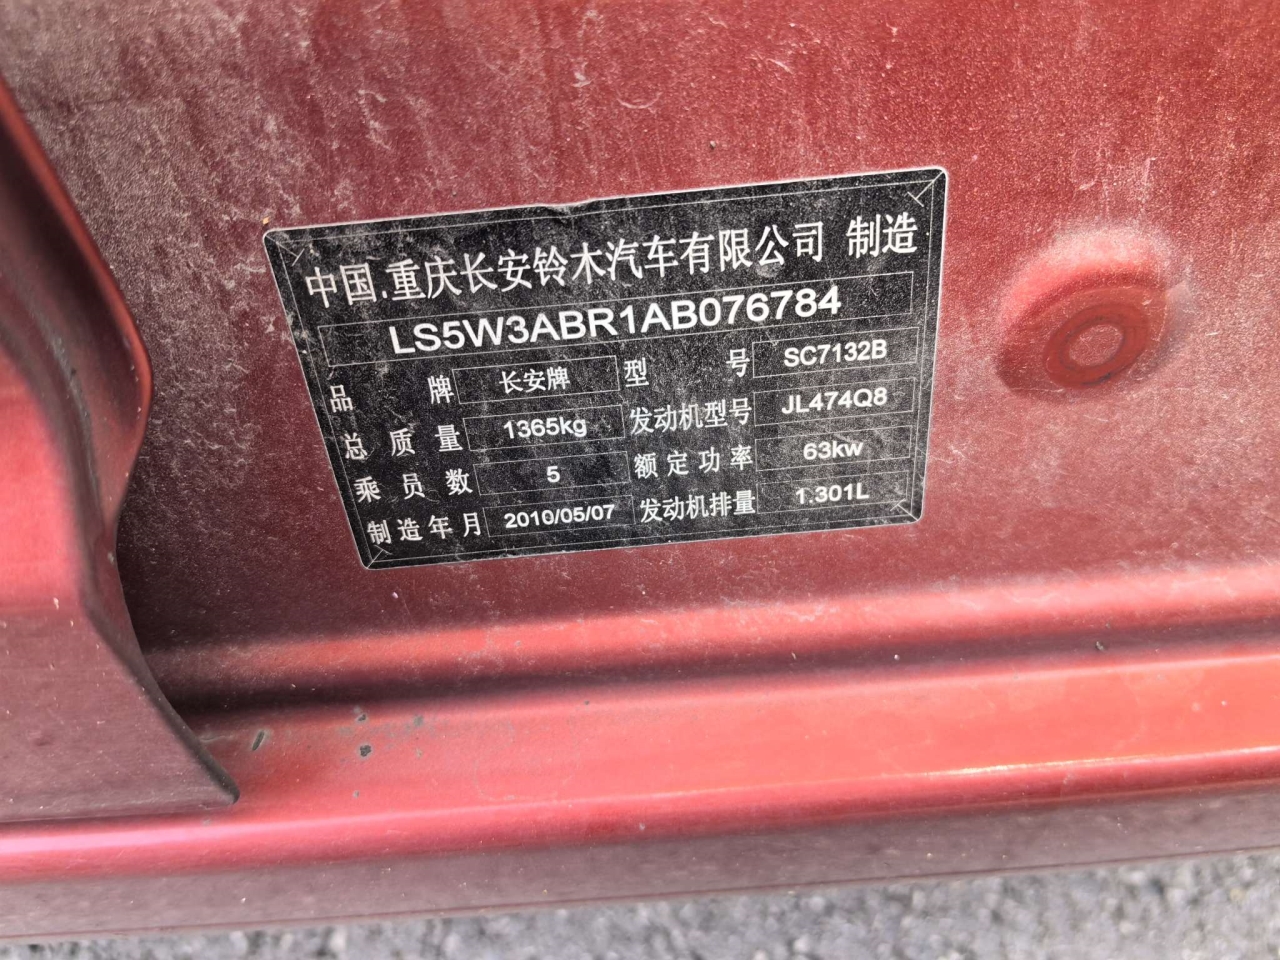 中国.重庆长安铃木汽车有限公司 制造
LS5W3ABR1AB076784
品牌 长安牌 型号 SC7132B
总质量 1365kg 发动机型号 JL474Q8
乘员数 5 额定功率 63kw
制造年月 2010/05/07 发动机排量 1.301L